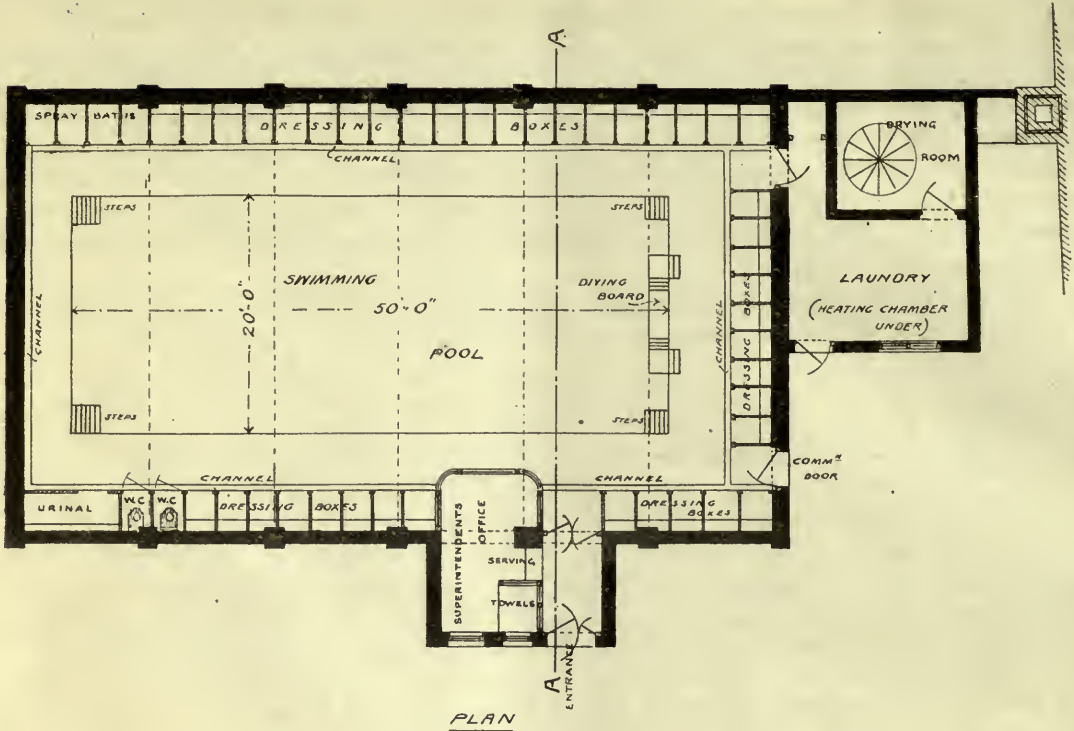 A
SPRAY BATHS
DRESSING BOXES
CHANNEL
DRYING
ROOM
STEPS
STEPS
SWIMMING
POOL
20'-0"
50'-0"
DIVING
BOARD
CHANNEL
CHANNEL
DRESSING BOXES
LAUNDRY
(HEATING CHAMBER
UNDER)
STEPS
STEPS
CHANNEL
CHANNEL
COMMN
DOOR
URINAL
W.C
W.C
DRESSING BOXES
SUPERINTENDENTS
OFFICE
DRESSING
BOXES
SERVING
TOWELS
A
ENTRANCE
PLAN